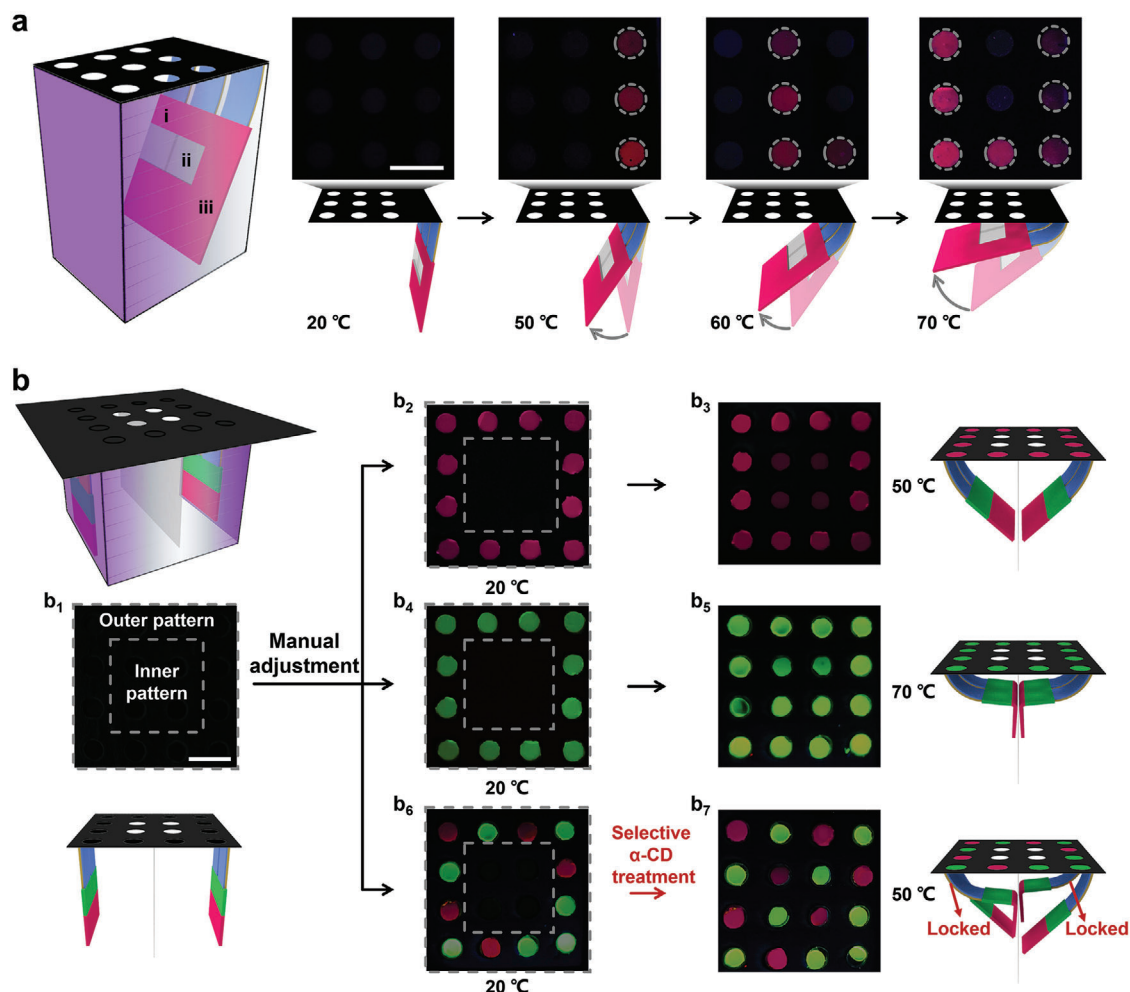 a
i
ii
iii
20 ℃
50 ℃
60 ℃
70 ℃
b
b1
Outer pattern
Inner
pattern
Manual
adjustment
b2
20 ℃
b3
50 ℃
b4
20 ℃
b5
70 ℃
b6
20 ℃
Selective
α-CD
treatment
b7
50 ℃
Locked
Locked